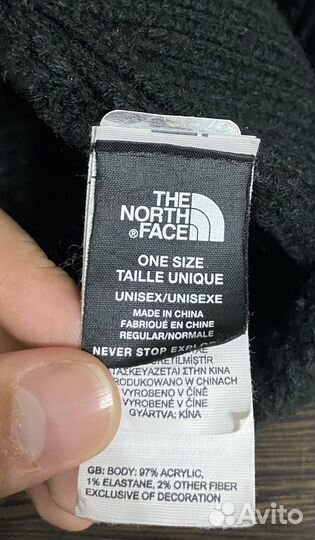 THE
NORTH
®FACE
ONE SIZE
TAILLE UNIQUE
UNISEX/UNISEXE
MADE IN CHINA
FABRIQUÉ EN CHINE
REGULAR/NORMALE
NEVER STOP
ÜRETİLMİŞTİR
ΚΑΤΑΣΚΕΥΑΖΕΤΑΙ ΣΤΗΝ ΚΙΝΑ
WYPRODUKOWANO W CHINACH
VYROBENO V ČÍNĚ
VYROBENÉ V ČÍNE
GYÁRTVA: KÍNA
GB: BODY: 97% ACRYLIC,
1% ELASTANE, 2% OTHER FIBER
EXCLUSIVE OF DECORATION
Avito